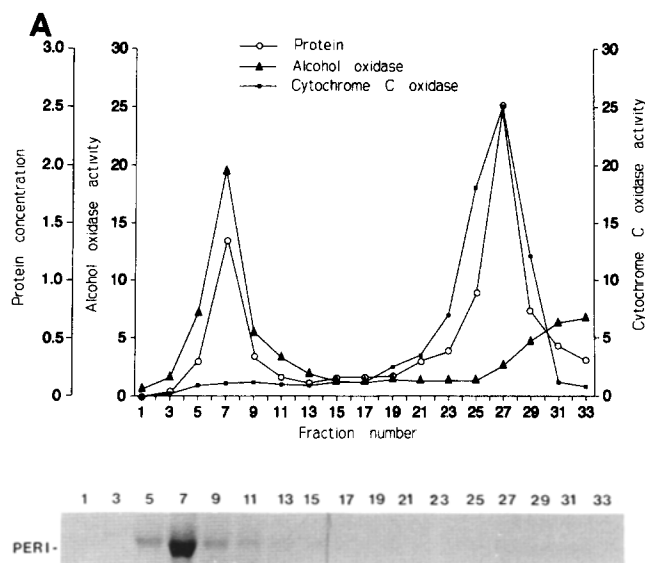 A
Protein
Alcohol oxidase
Cytochrome C oxidase
3.0
2.5
2.0
1.5
1.0
0.5
0
Protein concentration
30
25
20
15
10
5
0
Alcohol oxidase activity
30
25
20
15
10
5
0
Cytochrome C oxidase activity
1 3 5 7 9 11 13 15 17 19 21 23 25 27 29 31 33
Fraction number
1 3 5 7 9 11 13 15 17 19 21 23 25 27 29 31 33
PERI-